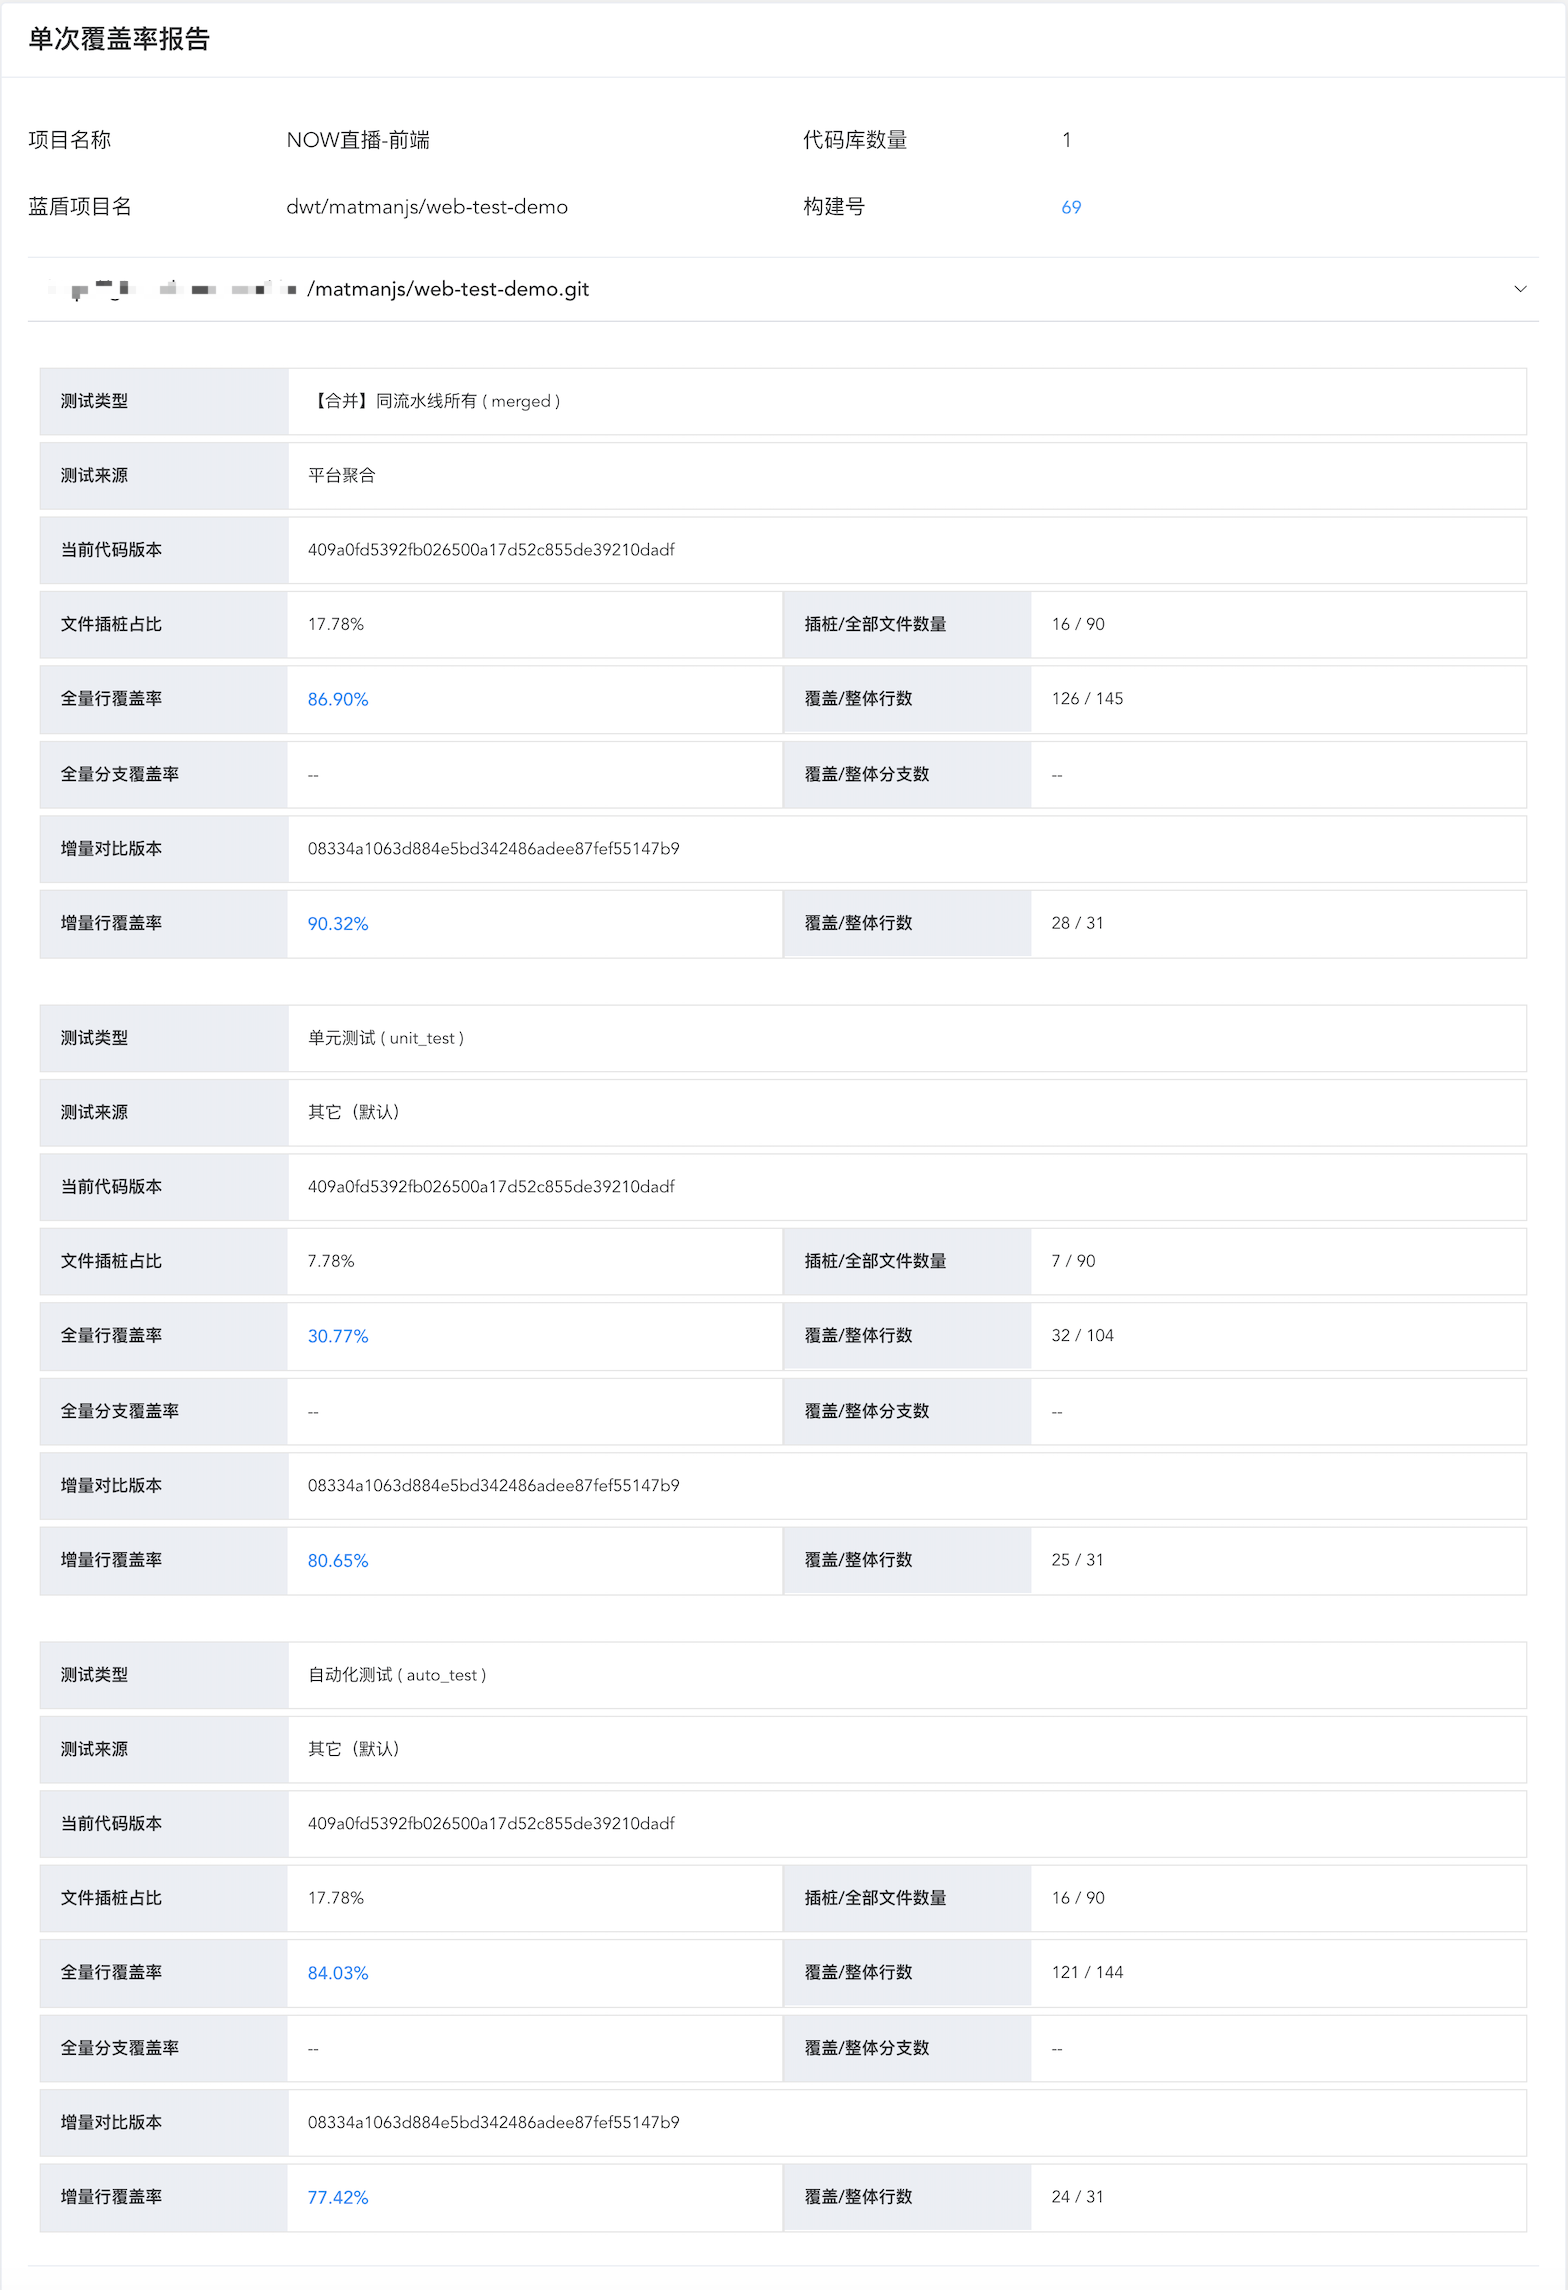 单次覆盖率报告
项目名称 NOW直播-前端 代码库数量 1
蓝盾项目名 dwt/matmanjs/web-test-demo 构建号 69
/matmanjs/web-test-demo.git
测试类型 【合并】同流水线所有 ( merged )
测试来源 平台聚合
当前代码版本 409a0fd5392fb026500a17d52c855de39210dadf
文件插桩占比 17.78% 插桩/全部文件数量 16 / 90
全量行覆盖率 86.90% 覆盖/整体行数 126 / 145
全量分支覆盖率 -- 覆盖/整体分支数 --
增量对比版本 08334a1063d884e5bd342486adee87fef55147b9
增量行覆盖率 90.32% 覆盖/整体行数 28 / 31
测试类型 单元测试 ( unit_test )
测试来源 其它（默认）
当前代码版本 409a0fd5392fb026500a17d52c855de39210dadf
文件插桩占比 7.78% 插桩/全部文件数量 7 / 90
全量行覆盖率 30.77% 覆盖/整体行数 32 / 104
全量分支覆盖率 -- 覆盖/整体分支数 --
增量对比版本 08334a1063d884e5bd342486adee87fef55147b9
增量行覆盖率 80.65% 覆盖/整体行数 25 / 31
测试类型 自动化测试 ( auto_test )
测试来源 其它（默认）
当前代码版本 409a0fd5392fb026500a17d52c855de39210dadf
文件插桩占比 17.78% 插桩/全部文件数量 16 / 90
全量行覆盖率 84.03% 覆盖/整体行数 121 / 144
全量分支覆盖率 -- 覆盖/整体分支数 --
增量对比版本 08334a1063d884e5bd342486adee87fef55147b9
增量行覆盖率 77.42% 覆盖/整体行数 24 / 31